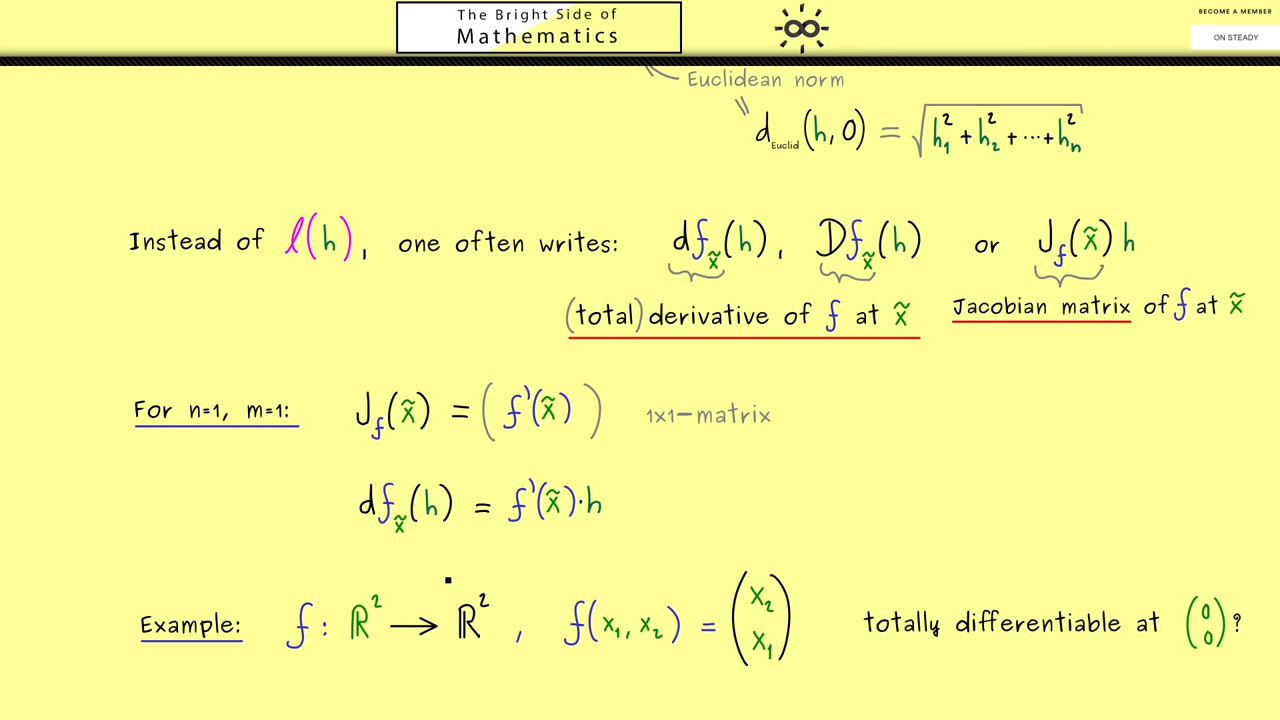 The Bright Side of
Mathematics
BECOME A MEMBER
ON STEADY
Euclidean norm
d_Euclid(h, 0) = √(h₁² + h₂² + ··· + hₙ²)
Instead of ℓ(h), one often writes: df_x̃(h), Df_x̃(h) or J_f(x̃) h
(total) derivative of f at x̃ Jacobian matrix of f at x̃
For n=1, m=1: J_f(x̃) = ( f'(x̃) ) 1x1-matrix
df_x̃(h) = f'(x̃)·h
Example: f: ℝ² ⟶ ℝ², f(x₁, x₂) = (x₂ x₁) totally differentiable at (0 0)?